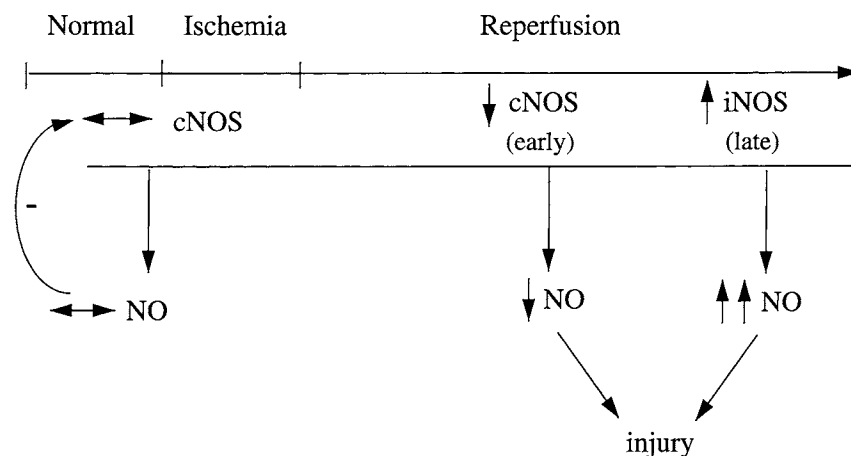 Normal Ischemia Reperfusion
cNOS cNOS iNOS
(early) (late)
-
NO NO NO
injury